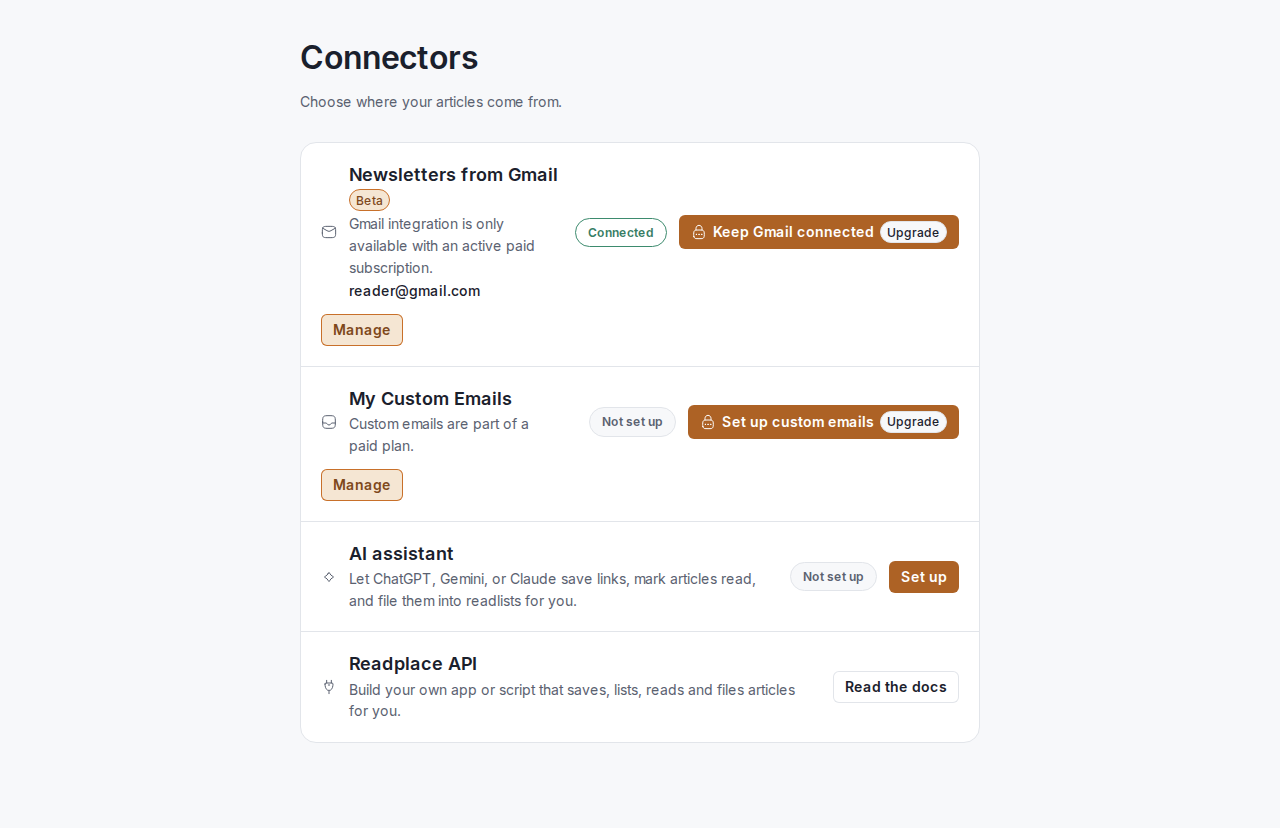 Connectors
Choose where your articles come from.
Newsletters from Gmail
Beta
Gmail integration is only
available with an active paid
subscription.
reader@gmail.com
Connected
Keep Gmail connected Upgrade
Manage
My Custom Emails
Custom emails are part of a
paid plan.
Not set up
Set up custom emails Upgrade
Manage
AI assistant
Let ChatGPT, Gemini, or Claude save links, mark articles read,
and file them into readlists for you.
Not set up
Set up
Readplace API
Build your own app or script that saves, lists, reads and files articles
for you.
Read the docs